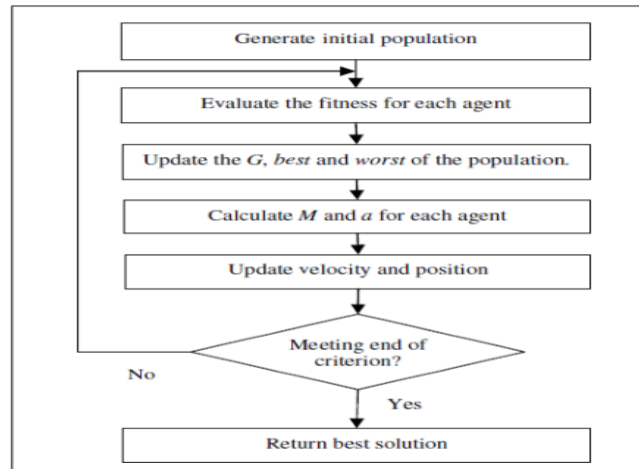 Generate initial population
Evaluate the fitness for each agent
Update the G, best and worst of the population.
Calculate M and a for each agent
Update velocity and position
Meeting end of
criterion?
No
Yes
Return best solution